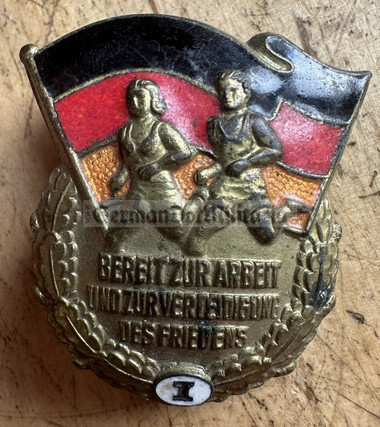 BEREIT ZUR ARBEIT
UND ZUR VERTEIDIGUNG
DES FRIEDENS
I